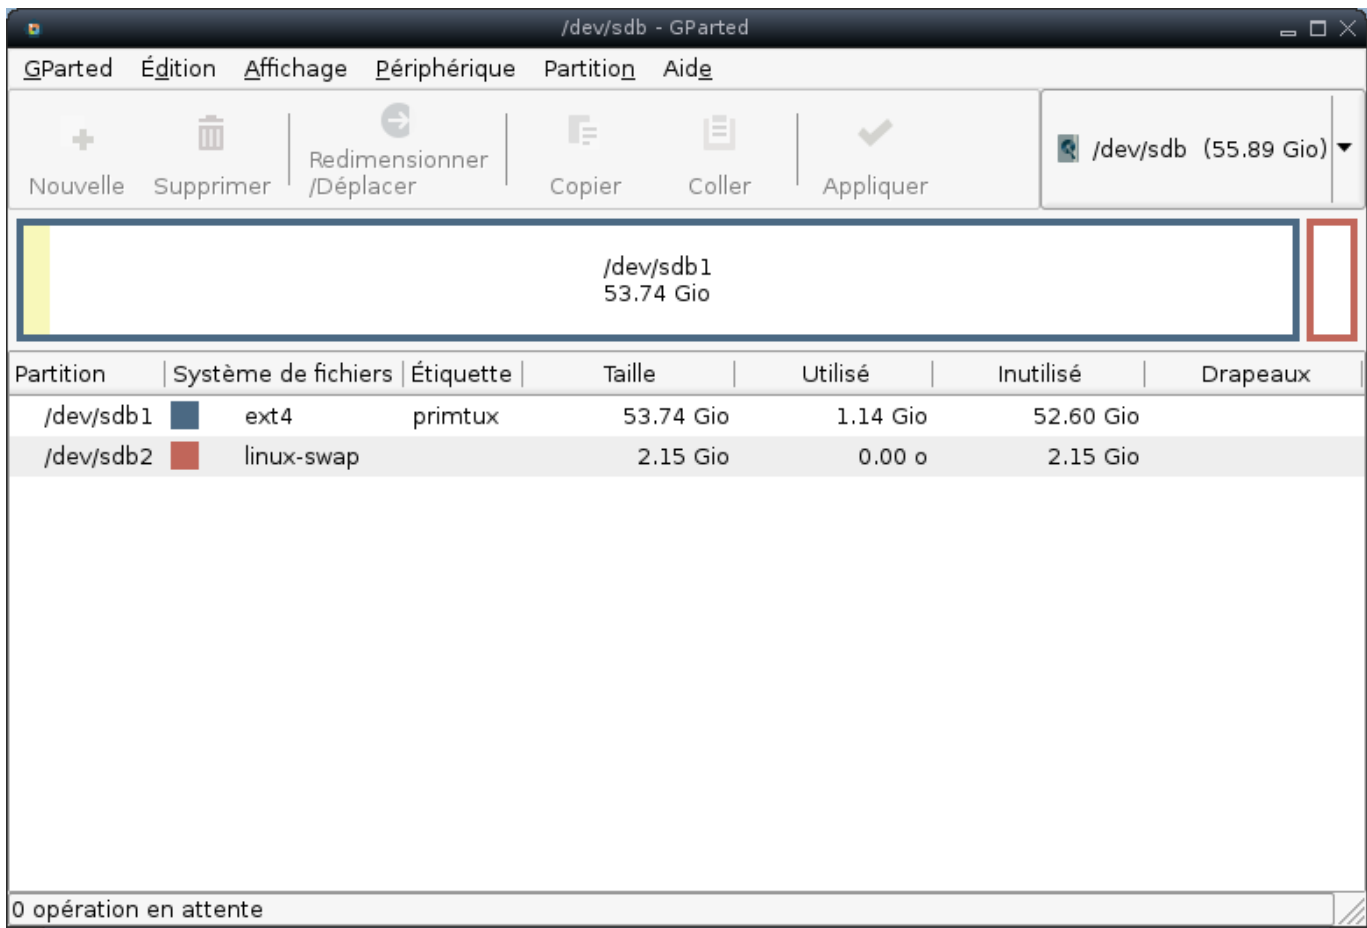 /dev/sdb - GParted
GParted Édition Affichage Périphérique Partition Aide
Nouvelle Supprimer Redimensionner
/Déplacer Copier Coller Appliquer /dev/sdb (55.89 Gio)
/dev/sdb1
53.74 Gio
Partition Système de fichiers Étiquette Taille Utilisé Inutilisé Drapeaux
/dev/sdb1 ext4 primtux 53.74 Gio 1.14 Gio 52.60 Gio
/dev/sdb2 linux-swap 2.15 Gio 0.00 o 2.15 Gio
0 opération en attente